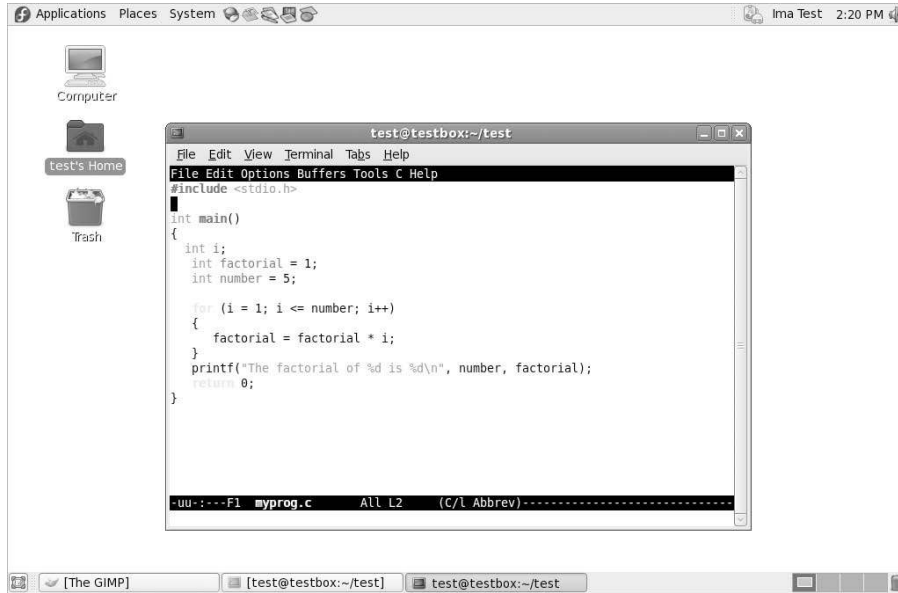 Applications Places System
Ima Test 2:20 PM
Computer
test's Home
Trash
test@testbox:~/test
File Edit View Terminal Tabs Help
File Edit Options Buffers Tools C Help
#include <stdio.h>
int main()
{
  int i;
   int factorial = 1;
   int number = 5;
   for (i = 1; i <= number; i++)
   {
      factorial = factorial * i;
   }
   printf("The factorial of %d is %d\n", number, factorial);
   return 0;
}
-uu-:---F1  myprog.c       All L2     (C/l Abbrev)------------------------------
[The GIMP]
[test@testbox:~/test]
test@testbox:~/test